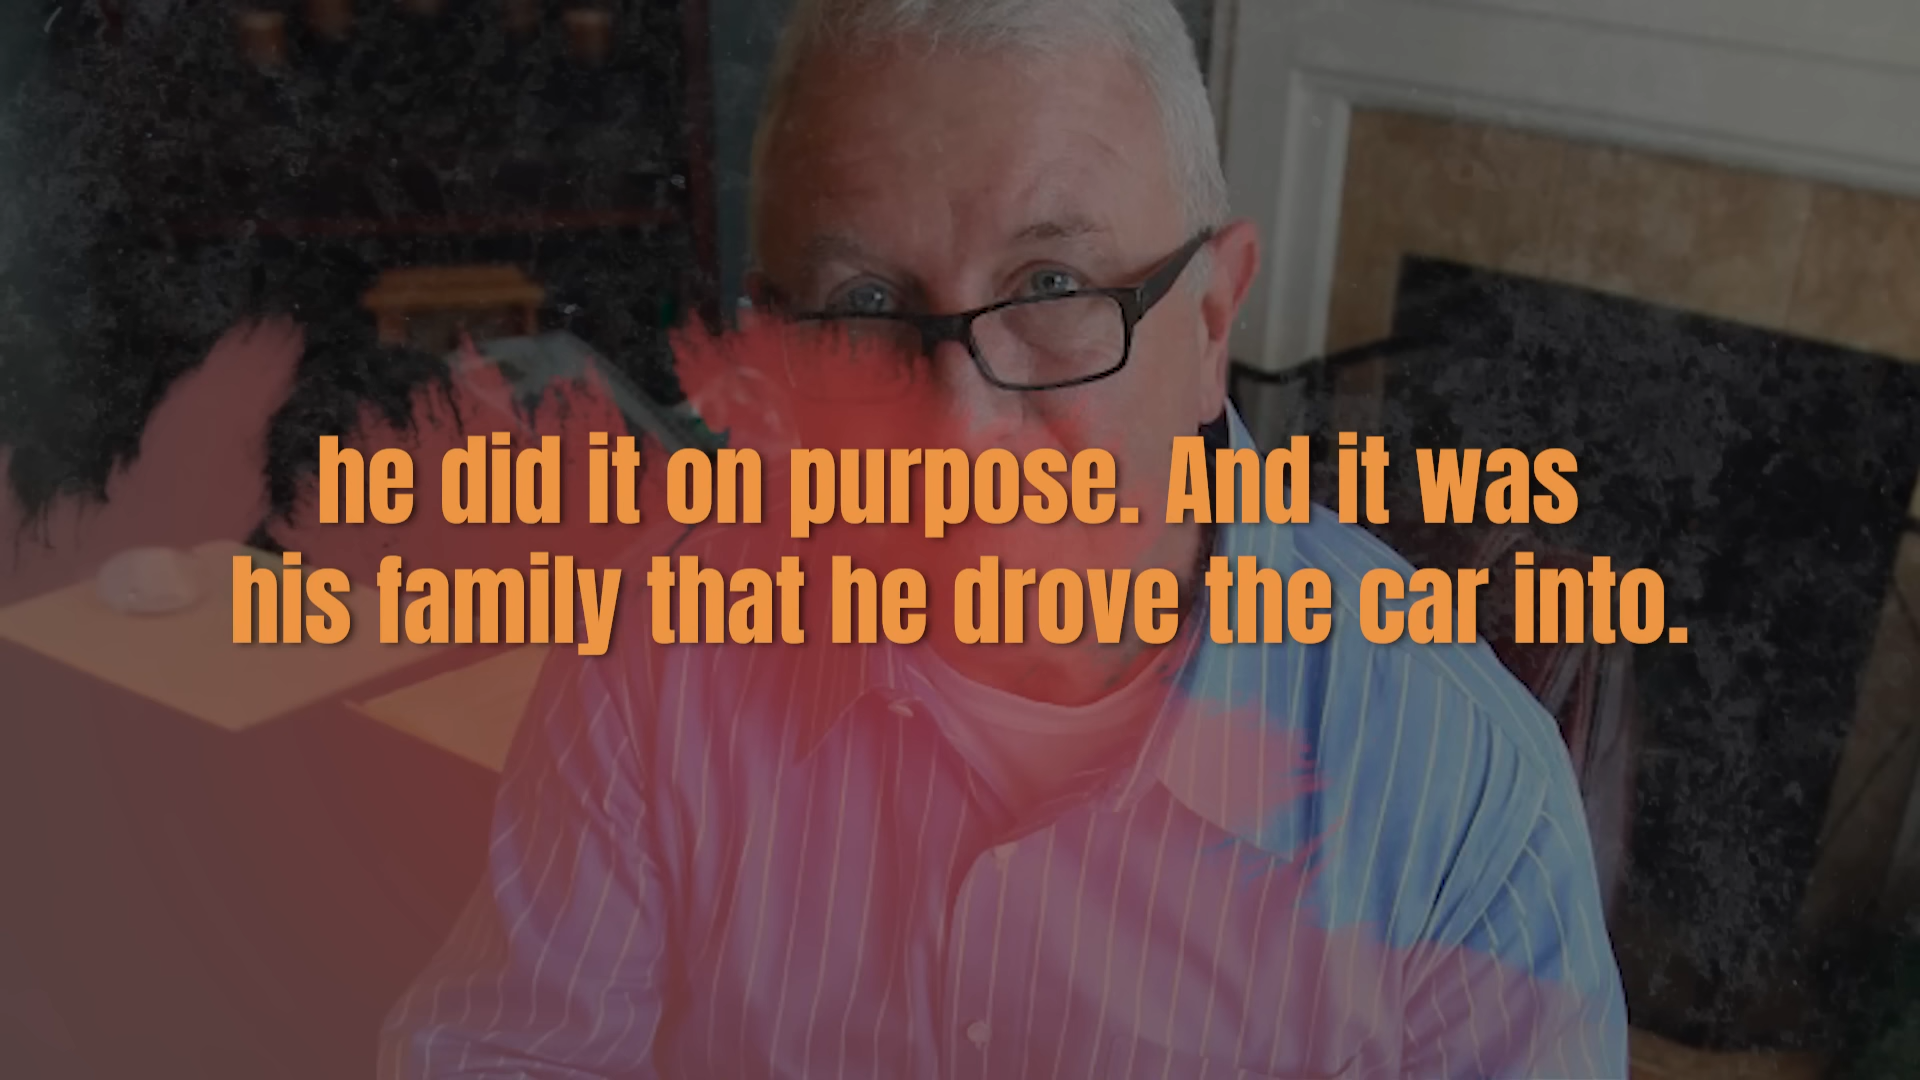 he did it on purpose. And it was
his family that he drove the car into.